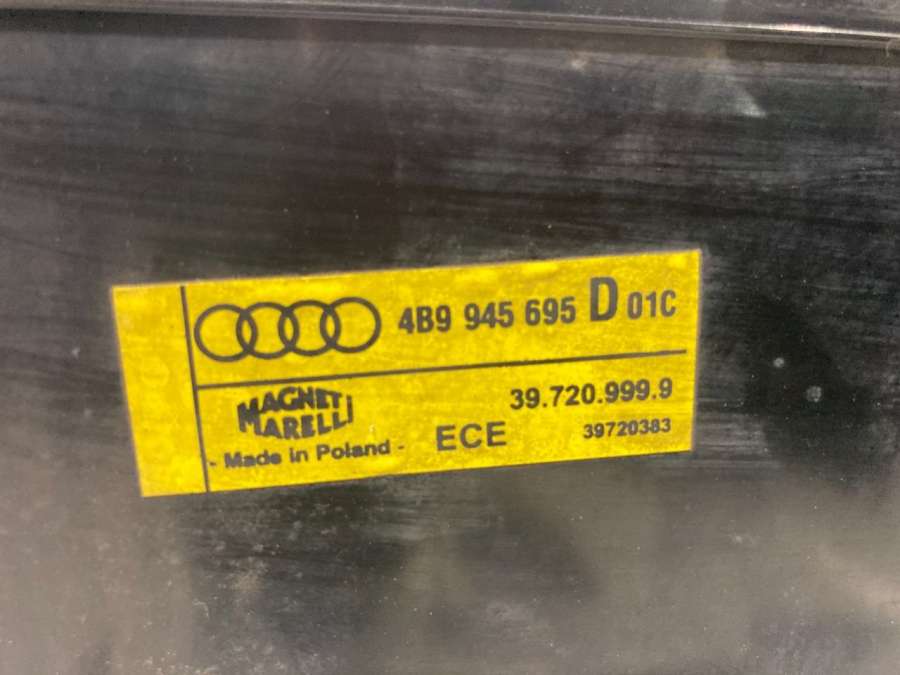 4B9 945 695 D 01C
MAGNETI MARELLI
39.720.999.9
- Made in Poland -
ECE
39720383